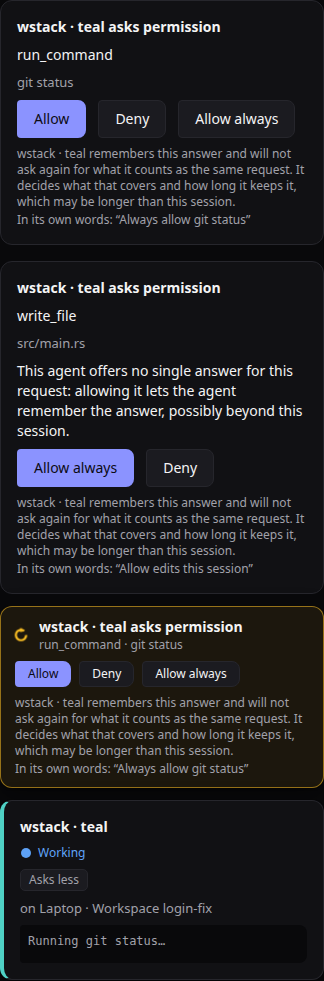 wstack · teal asks permission
run_command
git status
Allow
Deny
Allow always
wstack · teal remembers this answer and will not
ask again for what it counts as the same request. It
decides what that covers and how long it keeps it,
which may be longer than this session.
In its own words: “Always allow git status”
wstack · teal asks permission
write_file
src/main.rs
This agent offers no single answer for this
request: allowing it lets the agent
remember the answer, possibly beyond this
session.
Allow always
Deny
wstack · teal remembers this answer and will not
ask again for what it counts as the same request. It
decides what that covers and how long it keeps it,
which may be longer than this session.
In its own words: “Allow edits this session”
wstack · teal asks permission
run_command · git status
Allow
Deny
Allow always
wstack · teal remembers this answer and will not
ask again for what it counts as the same request. It
decides what that covers and how long it keeps it,
which may be longer than this session.
In its own words: “Always allow git status”
wstack · teal
Working
Asks less
on Laptop · Workspace login-fix
Running git status…